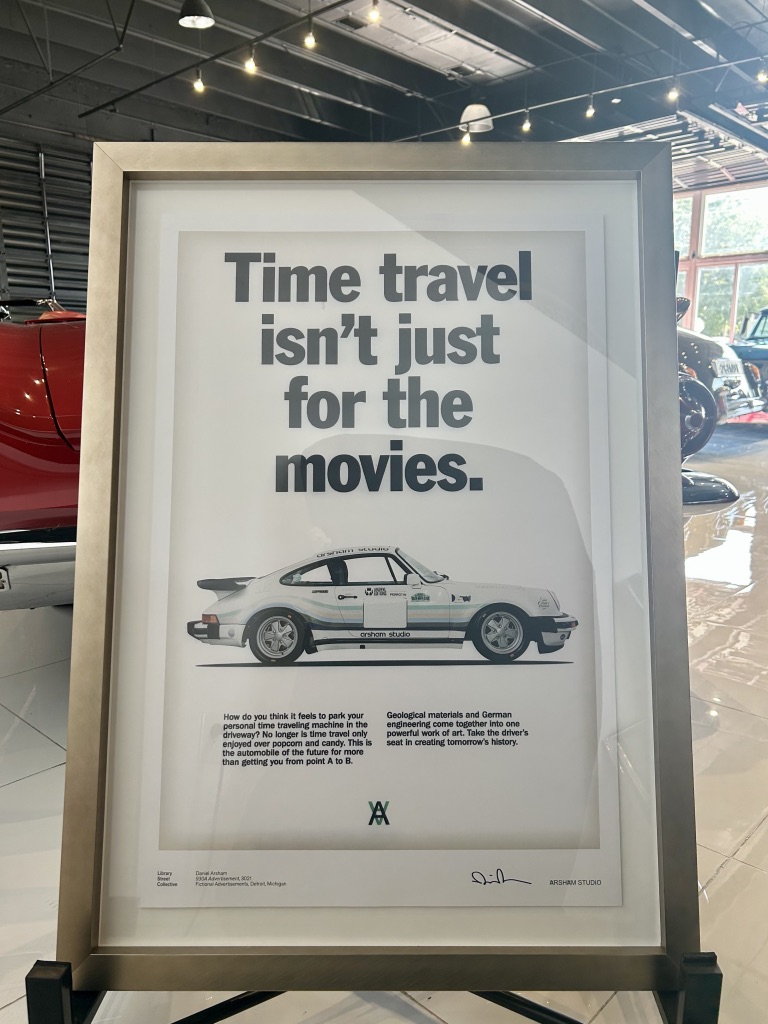 Time travel
isn't just
for the
movies.
arsham studio
arsham studio
How do you think it feels to park your
personal time traveling machine in the
driveway? No longer is time travel only
enjoyed over popcorn and candy. This is
the automobile of the future for more
than getting you from point A to B.
Geological materials and German
engineering come together into one
powerful work of art. Take the driver's
seat in creating tomorrow's history.
Library
Street
Collective
Daniel Arsham
930A Advertisement, 3021
Fictional Advertisements, Detroit, Michigan
ARSHAM STUDIO